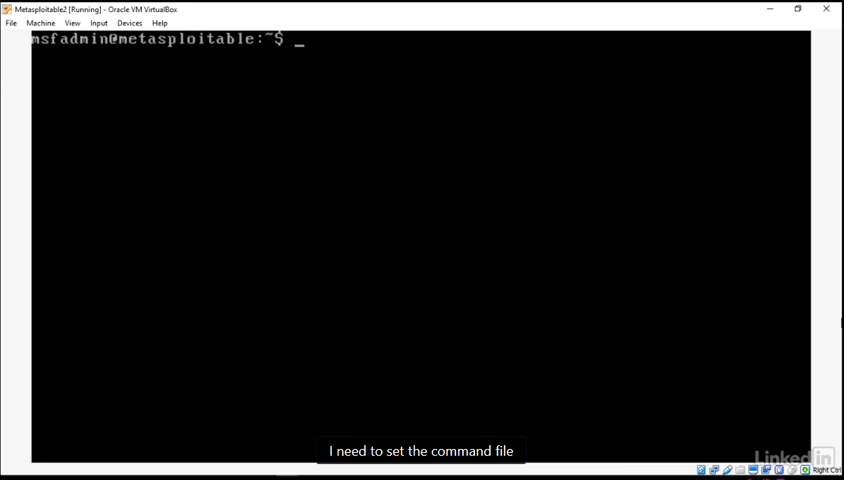 Metasploitable2 [Running] - Oracle VM VirtualBox
File Machine View Input Devices Help
msfadmin@metasploitable:~$ _
I need to set the command file
Linked in
Right Ctrl